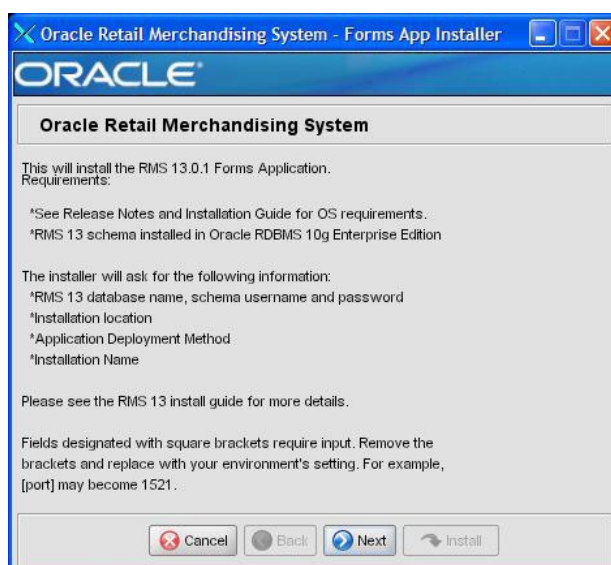 Oracle Retail Merchandising System - Forms App Installer
ORACLE®
Oracle Retail Merchandising System
This will install the RMS 13.0.1 Forms Application.
Requirements:
*See Release Notes and Installation Guide for OS requirements.
*RMS 13 schema installed in Oracle RDBMS 10g Enterprise Edition
The installer will ask for the following information:
*RMS 13 database name, schema username and password
*Installation location
*Application Deployment Method
*Installation Name
Please see the RMS 13 install guide for more details.
Fields designated with square brackets require input. Remove the
brackets and replace with your environment's setting. For example,
[port] may become 1521.
Cancel Back Next Install